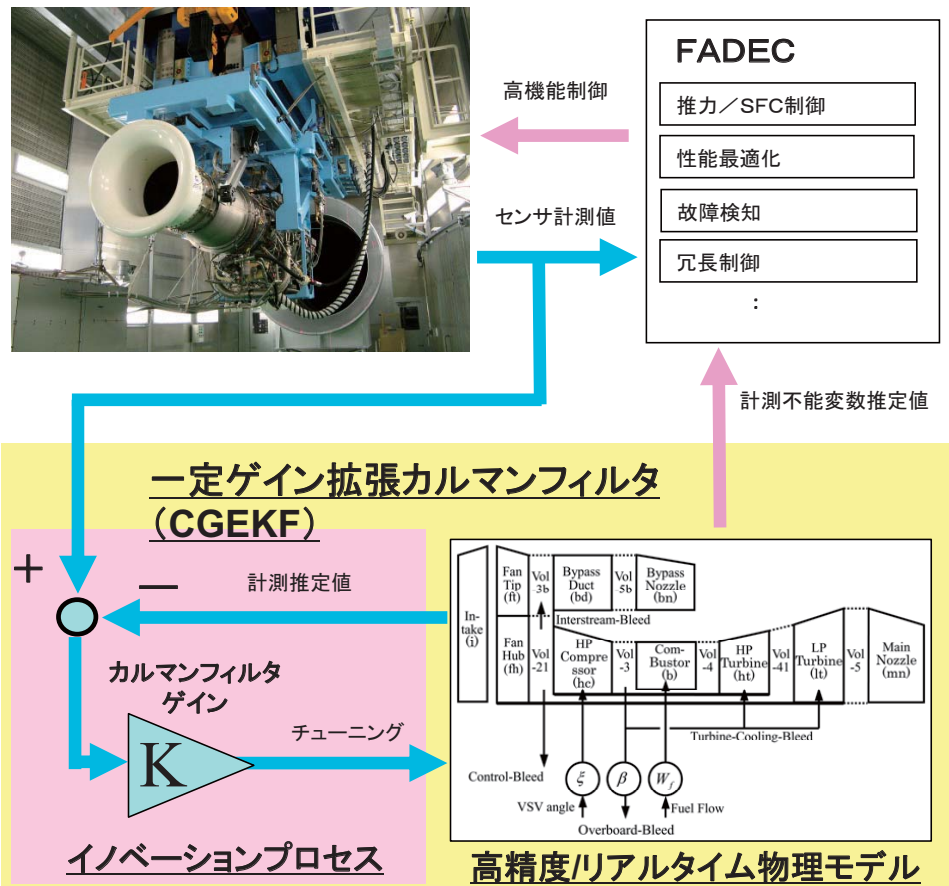 FADEC
推力／SFC制御
性能最適化
故障検知
冗長制御
：
高機能制御
センサ計測値
計測不能変数推定値
一定ゲイン拡張カルマンフィルタ
（CGEKF）
＋
－
計測推定値
カルマンフィルタ
ゲイン
K
チューニング
イノベーションプロセス
In-
take
(i)
Fan
Tip
(ft)
Vol
-3b
Bypass
Duct
(bd)
Vol
-5b
Bypass
Nozzle
(bn)
Interstream-Bleed
Fan
Hub
(fh)
Vol
-21
HP
Compre
ssor
(hc)
Vol
-3
Com-
Bustor
(b)
Vol
-4
HP
Turbine
(ht)
Vol
-41
LP
Turbine
(lt)
Vol
-5
Main
Nozzle
(mn)
Turbine-Cooling-Bleed
Control-Bleed
ξ
β
Wf
VSV angle
Fuel Flow
Overboard-Bleed
高精度/リアルタイム物理モデル